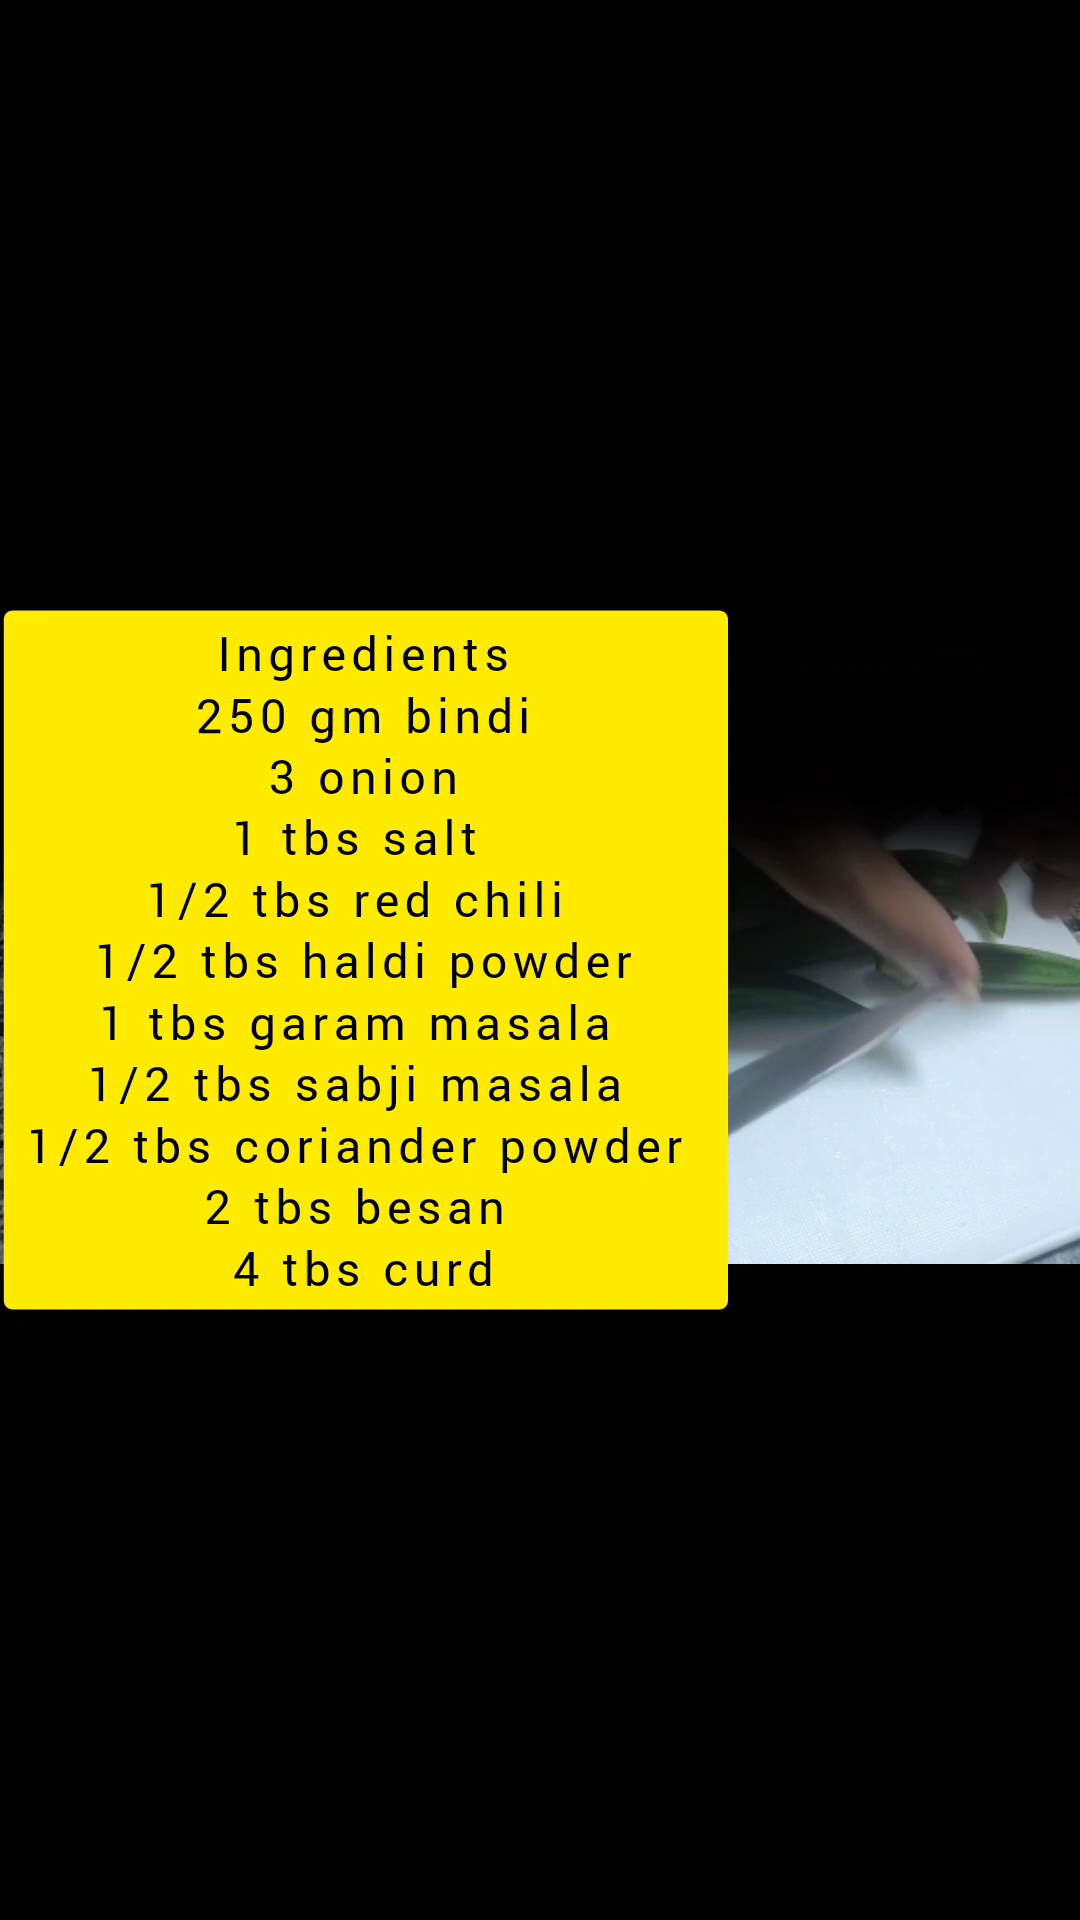 Ingredients
250 gm bindi
3 onion
1 tbs salt
1/2 tbs red chili
1/2 tbs haldi powder
1 tbs garam masala
1/2 tbs sabji masala
1/2 tbs coriander powder
2 tbs besan
4 tbs curd